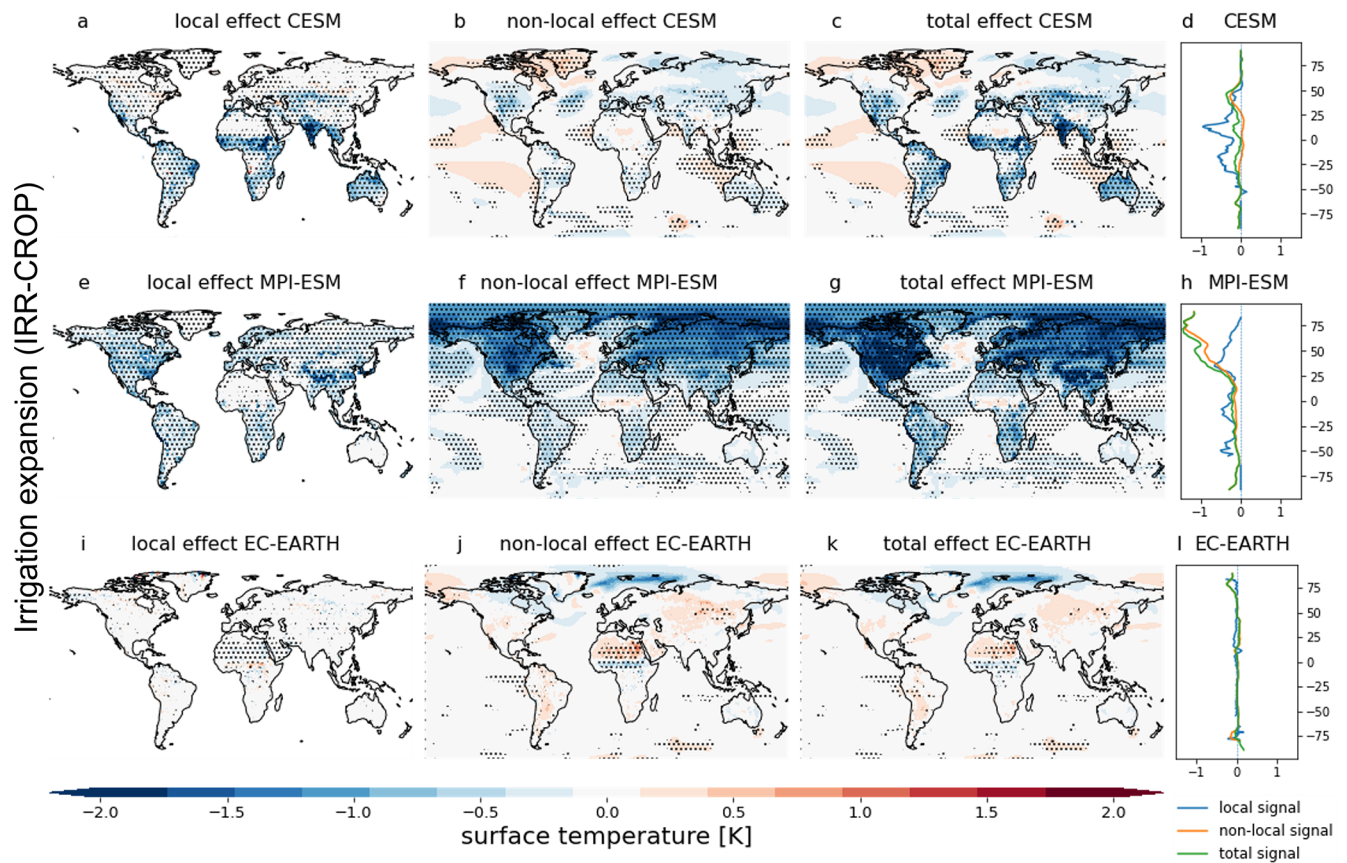 a local effect CESM
b non-local effect CESM
c total effect CESM
d CESM
75
50
25
0
−25
−50
−75
−1 0 1
Irrigation expansion (IRR-CROP)
e local effect MPI-ESM
f non-local effect MPI-ESM
g total effect MPI-ESM
h MPI-ESM
75
50
25
0
−25
−50
−75
−1 0 1
i local effect EC-EARTH
j non-local effect EC-EARTH
k total effect EC-EARTH
l EC-EARTH
75
50
25
0
−25
−50
−75
−1 0 1
−2.0 −1.5 −1.0 −0.5 0.0 0.5 1.0 1.5 2.0
surface temperature [K]
local signal
non-local signal
total signal